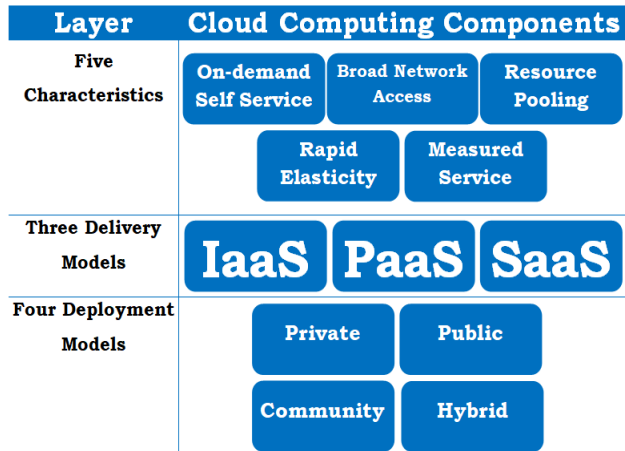 Layer
Cloud Computing Components
Five
Characteristics
On-demand
Self Service
Broad Network
Access
Resource
Pooling
Rapid
Elasticity
Measured
Service
Three Delivery
Models
IaaS
PaaS
SaaS
Four Deployment
Models
Private
Public
Community
Hybrid